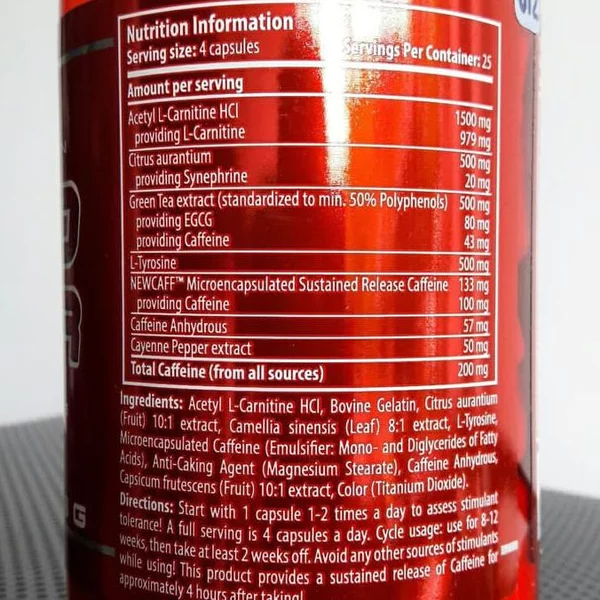 Nutrition Information
Serving size: 4 capsules Servings Per Container: 25
Amount per serving
Acetyl L-Carnitine HCl 1500 mg
providing L-Carnitine 979 mg
Citrus aurantium 500 mg
providing Synephrine 20 mg
Green Tea extract (standardized to min. 50% Polyphenols) 500 mg
providing EGCG 80 mg
providing Caffeine 43 mg
L-Tyrosine 500 mg
NEWCAFF™ Microencapsulated Sustained Release Caffeine 133 mg
providing Caffeine 100 mg
Caffeine Anhydrous 57 mg
Cayenne Pepper extract 50 mg
Total Caffeine (from all sources) 200 mg
Ingredients: Acetyl L-Carnitine HCl, Bovine Gelatin, Citrus aurantium
(Fruit) 10:1 extract, Camellia sinensis (Leaf) 8:1 extract, L-Tyrosine,
Microencapsulated Caffeine (Emulsifier: Mono- and Diglycerides of Fatty
Acids), Anti-Caking Agent (Magnesium Stearate), Caffeine Anhydrous,
Capsicum frutescens (Fruit) 10:1 extract, Color (Titanium Dioxide).
Directions: Start with 1 capsule 1-2 times a day to assess stimulant
tolerance! A full serving is 4 capsules a day. Cycle usage: use for 8-12
weeks, then take at least 2 weeks off. Avoid any other sources of stimulants
while using! This product provides a sustained release of Caffeine for
approximately 4 hours after taking!